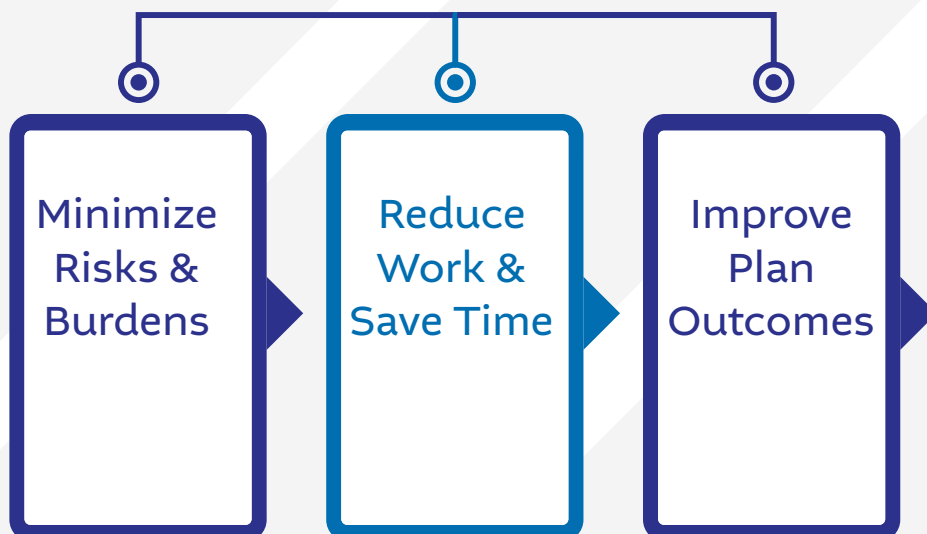 Minimize
Risks &
Burdens
Reduce
Work &
Save Time
Improve
Plan
Outcomes